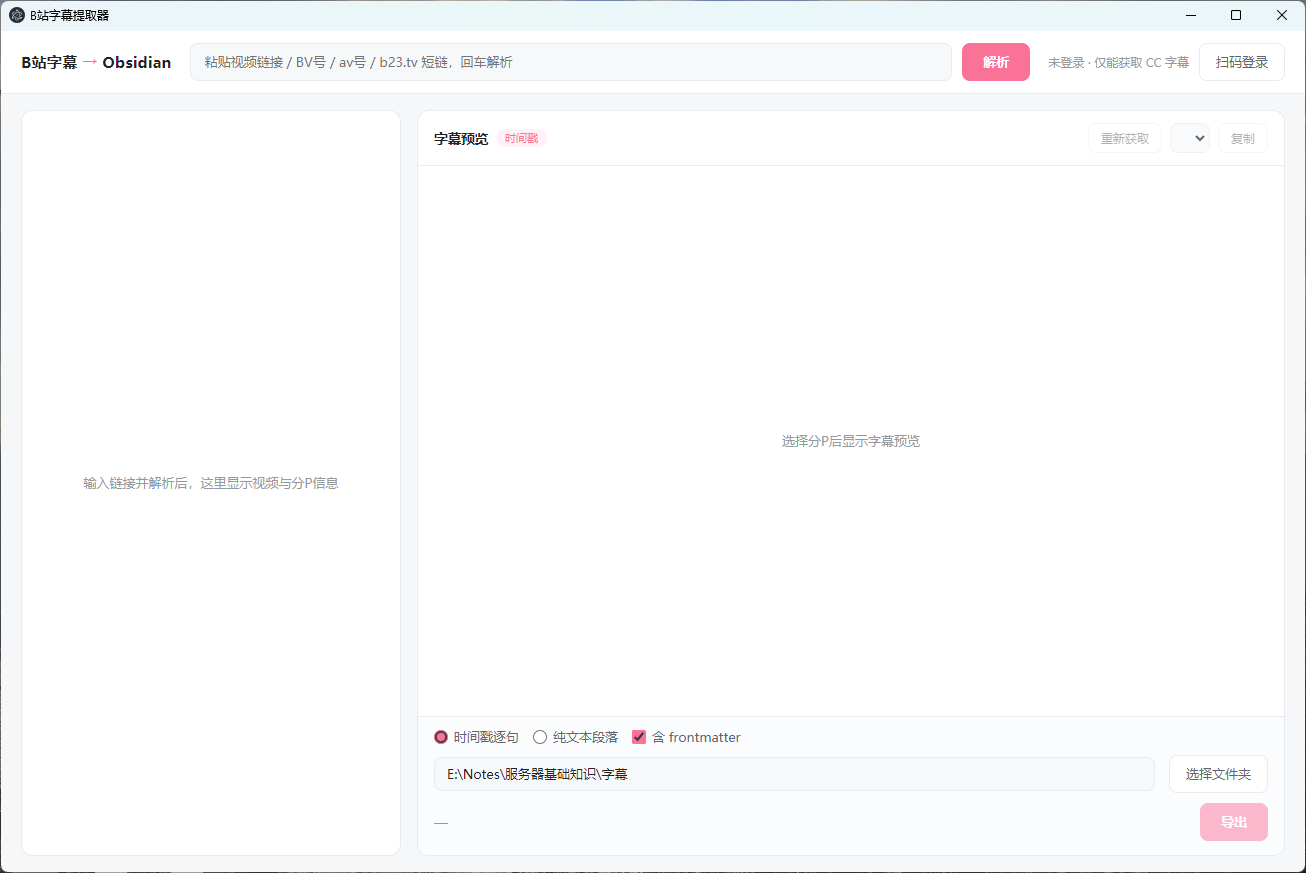 B站字幕提取器
B站字幕 → Obsidian
粘贴视频链接 / BV号 / av号 / b23.tv 短链，回车解析
解析
未登录 · 仅能获取 CC 字幕
扫码登录
输入链接并解析后，这里显示视频与分P信息
字幕预览
时间戳
重新获取
复制
选择分P后显示字幕预览
时间戳逐句
纯文本段落
含 frontmatter
E:\Notes\服务器基础知识\字幕
选择文件夹
—
导出